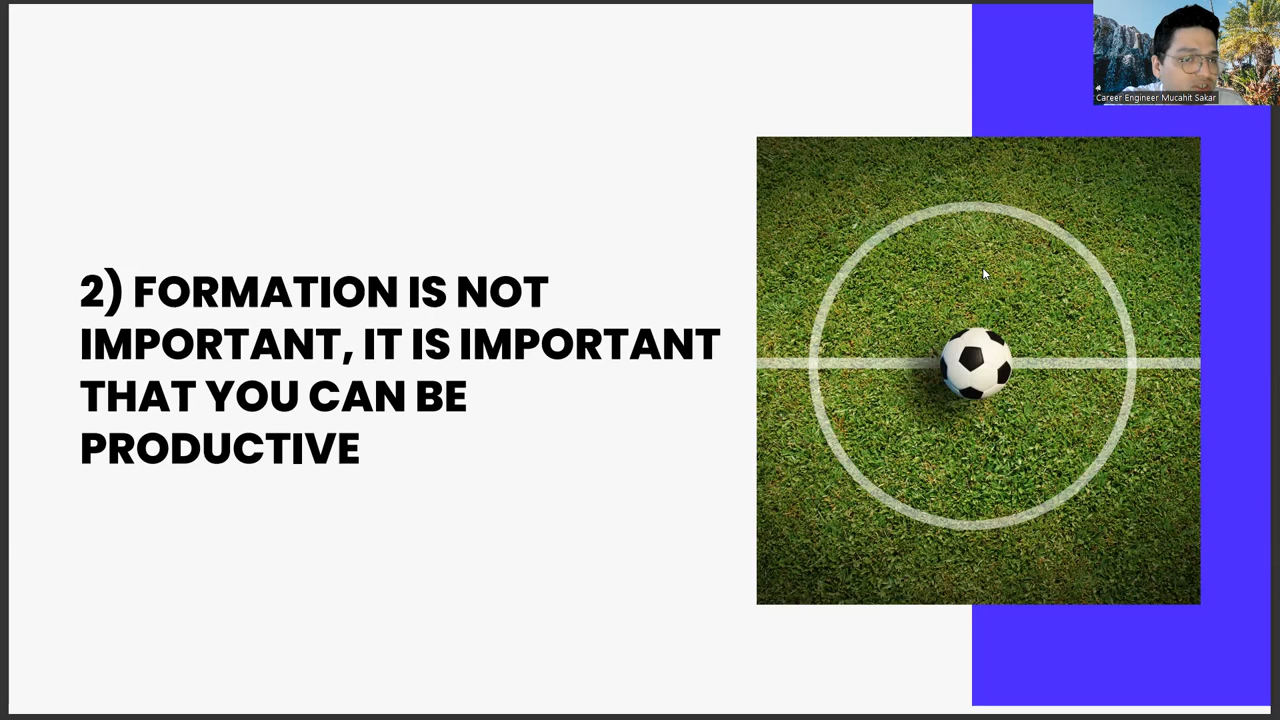 Career Engineer Mucahit Sakar
2) FORMATION IS NOT
IMPORTANT, IT IS IMPORTANT
THAT YOU CAN BE
PRODUCTIVE